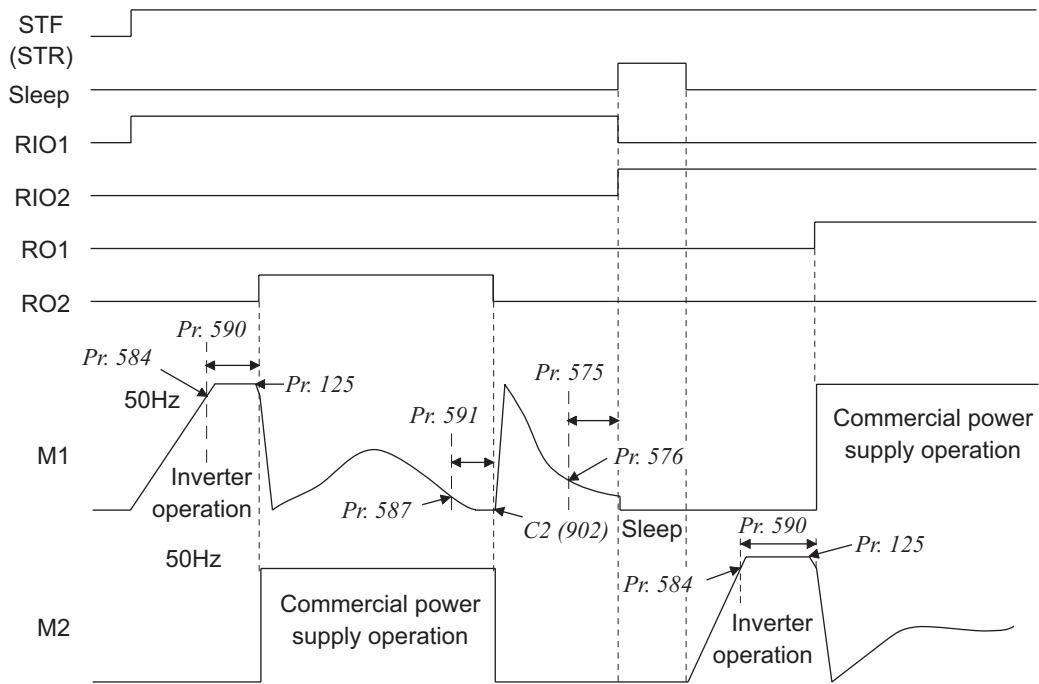 STF
(STR)
Sleep
RIO1
RIO2
RO1
RO2
Pr. 590
Pr. 584
Pr. 125
50Hz
Pr. 575
Pr. 591
Commercial power
supply operation
M1
Pr. 576
Inverter
operation
Pr. 587
C2 (902)
Sleep
Pr. 590
Pr. 125
50Hz
Pr. 584
Commercial power
supply operation
M2
Inverter
operation